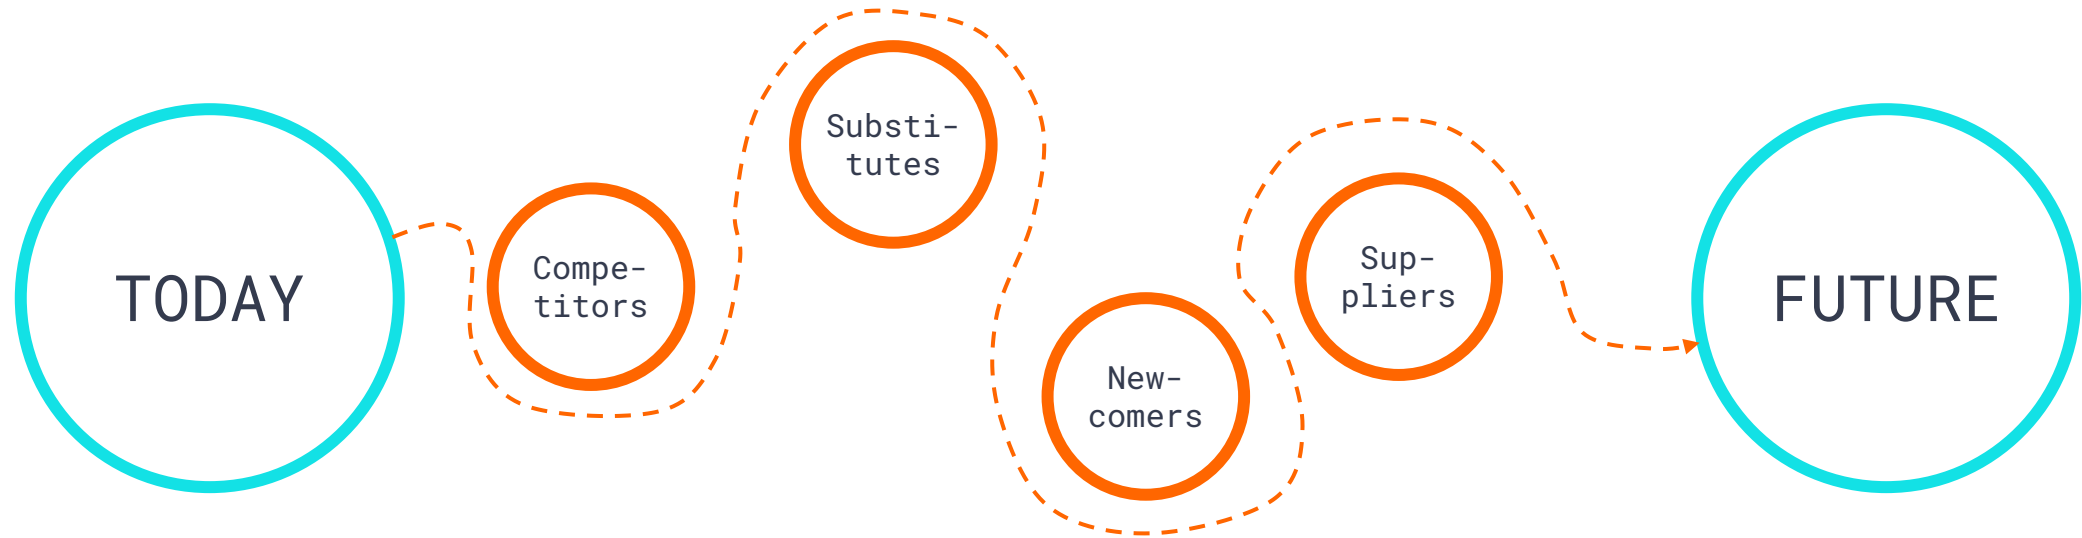 TODAY
Compe-
titors
Substi-
tutes
New-
comers
Sup-
pliers
FUTURE